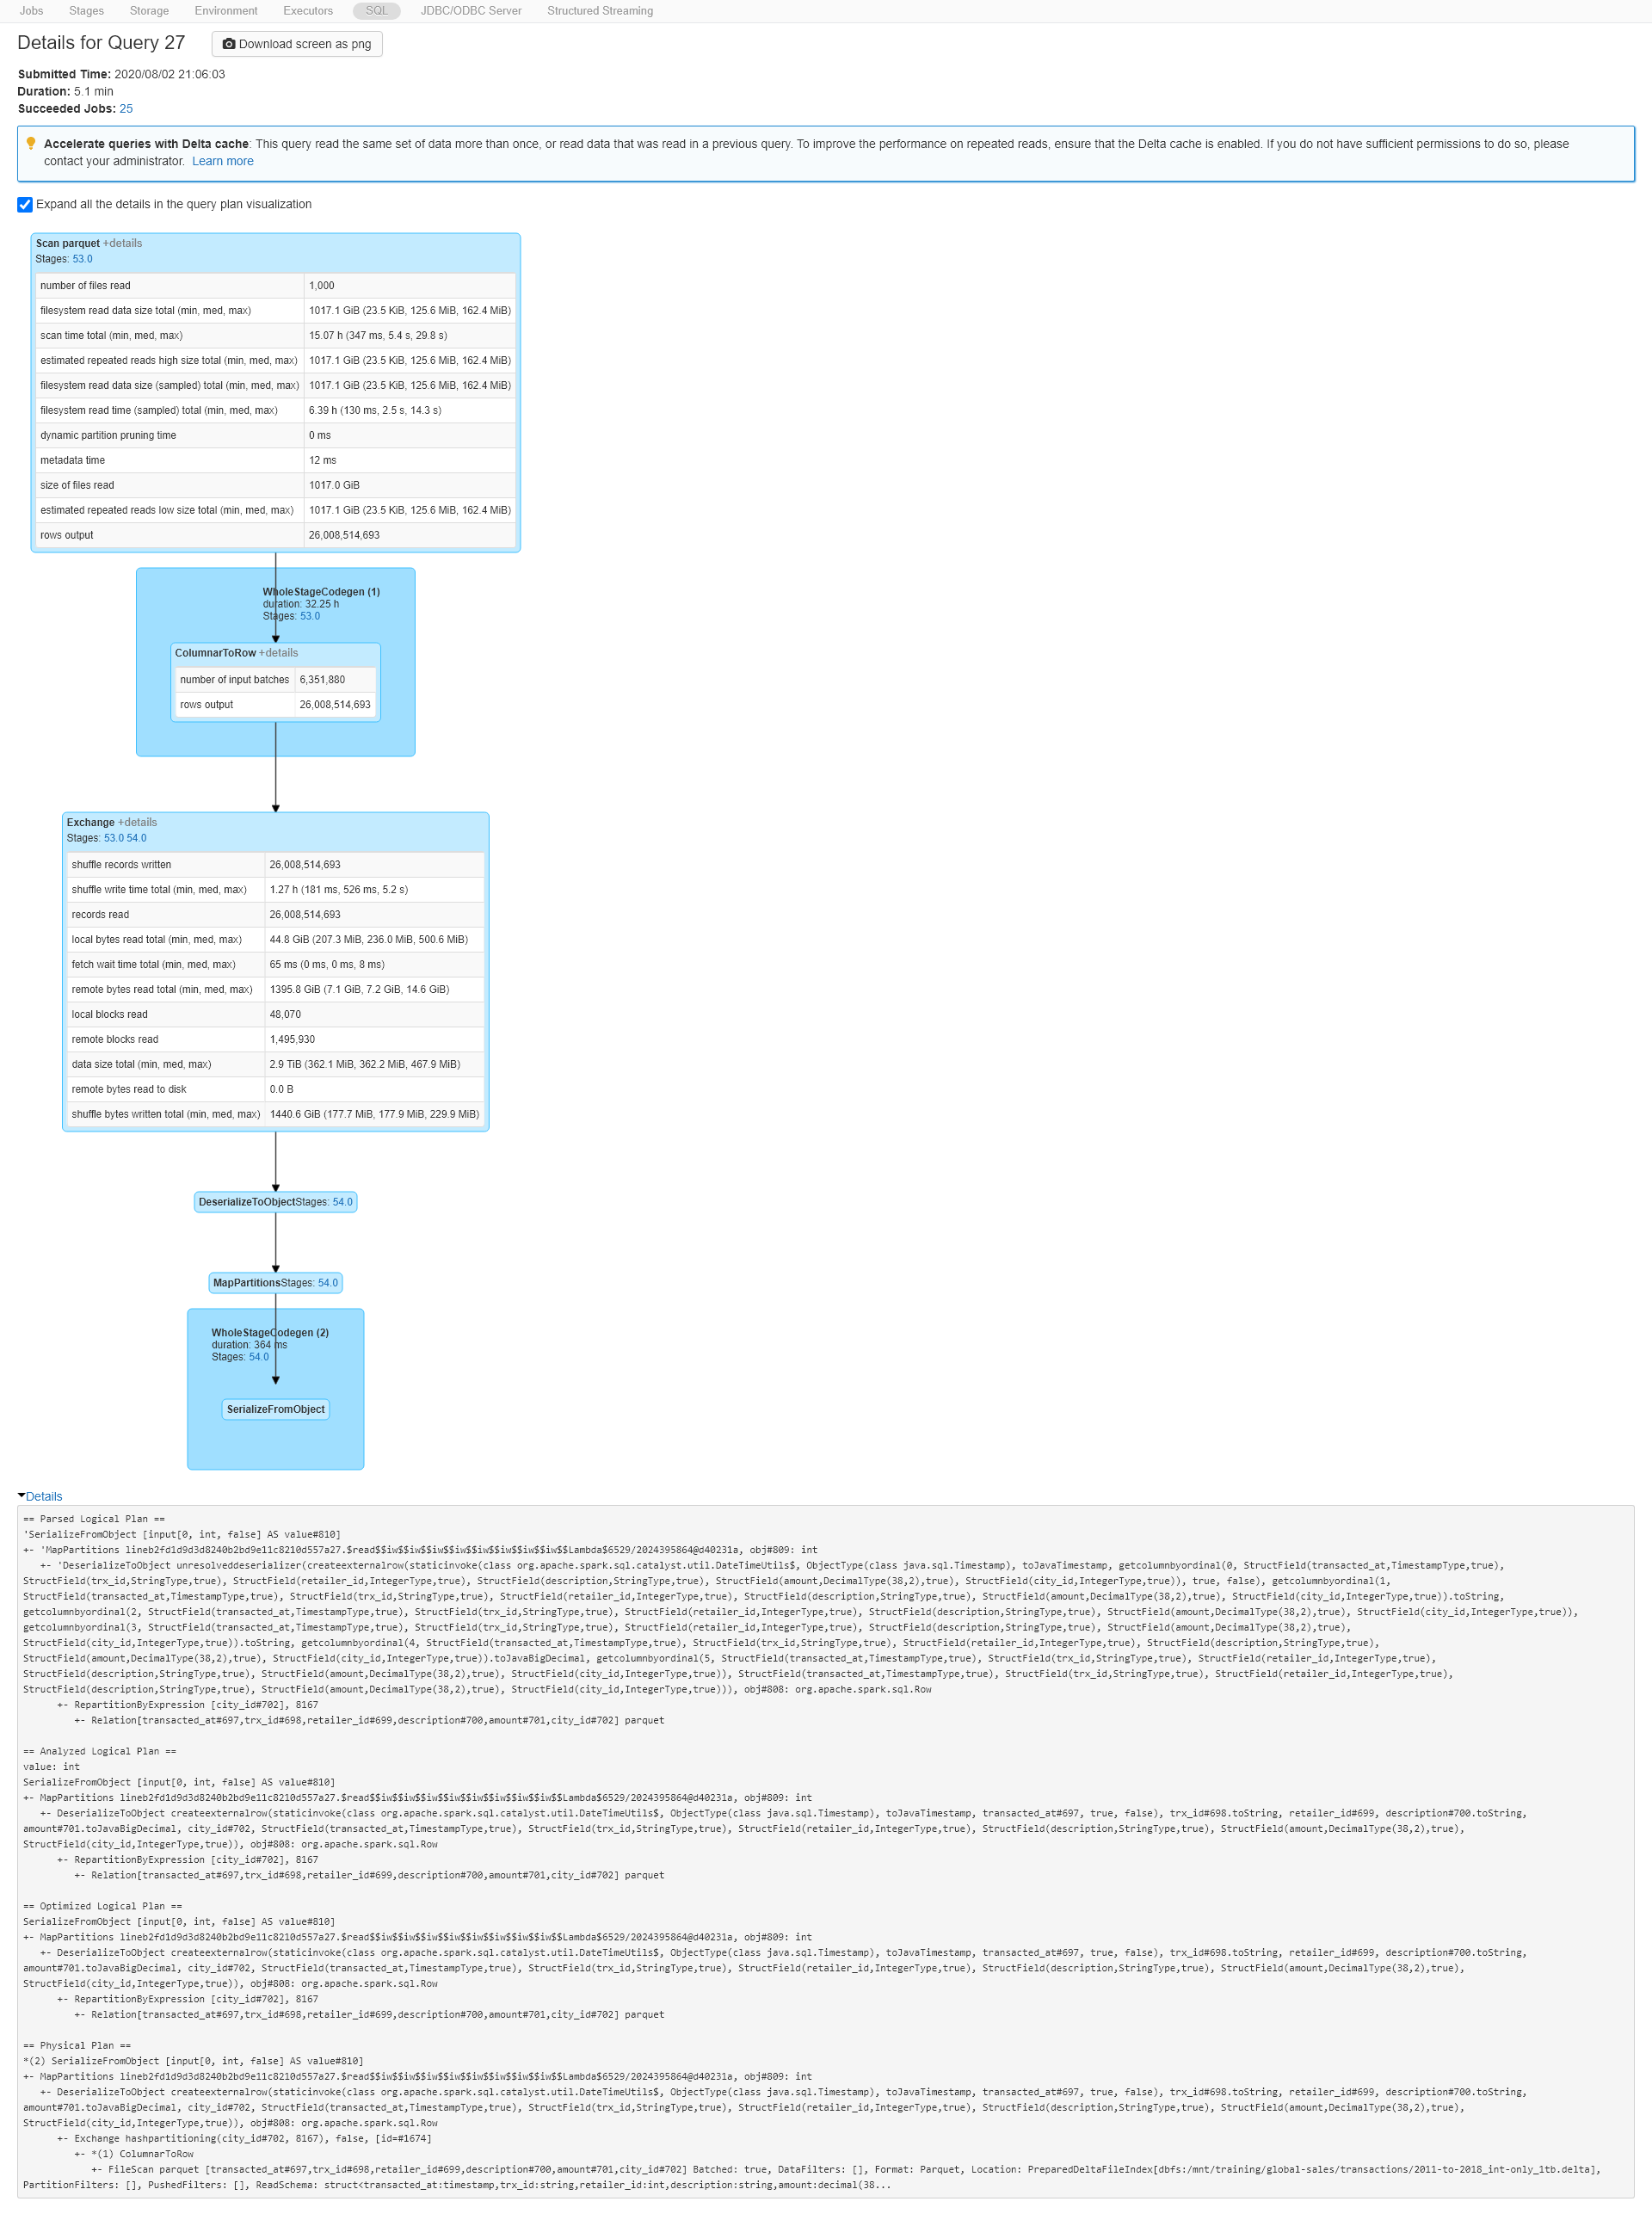 Jobs Stages Storage Environment Executors SQL JDBC/ODBC Server Structured Streaming
Details for Query 27 Download screen as png
Submitted Time: 2020/08/02 21:06:03
Duration: 5.1 min
Succeeded Jobs: 25
Accelerate queries with Delta cache: This query read the same set of data more than once, or read data that was read in a previous query. To improve the performance on repeated reads, ensure that the Delta cache is enabled. If you do not have sufficient permissions to do so, please
contact your administrator. Learn more
Expand all the details in the query plan visualization
Scan parquet +details
Stages: 53.0
number of files read 1,000
filesystem read data size total (min, med, max) 1017.1 GiB (23.5 KiB, 125.6 MiB, 162.4 MiB)
scan time total (min, med, max) 15.07 h (347 ms, 5.4 s, 29.8 s)
estimated repeated reads high size total (min, med, max) 1017.1 GiB (23.5 KiB, 125.6 MiB, 162.4 MiB)
filesystem read data size (sampled) total (min, med, max) 1017.1 GiB (23.5 KiB, 125.6 MiB, 162.4 MiB)
filesystem read time (sampled) total (min, med, max) 6.39 h (130 ms, 2.5 s, 14.3 s)
dynamic partition pruning time 0 ms
metadata time 12 ms
size of files read 1017.0 GiB
estimated repeated reads low size total (min, med, max) 1017.1 GiB (23.5 KiB, 125.6 MiB, 162.4 MiB)
rows output 26,008,514,693
WholeStageCodegen (1)
duration: 32.25 h
Stages: 53.0
ColumnarToRow +details
number of input batches 6,351,880
rows output 26,008,514,693
Exchange +details
Stages: 53.0 54.0
shuffle records written 26,008,514,693
shuffle write time total (min, med, max) 1.27 h (181 ms, 526 ms, 5.2 s)
records read 26,008,514,693
local bytes read total (min, med, max) 44.8 GiB (207.3 MiB, 236.0 MiB, 500.6 MiB)
fetch wait time total (min, med, max) 65 ms (0 ms, 0 ms, 8 ms)
remote bytes read total (min, med, max) 1395.8 GiB (7.1 GiB, 7.2 GiB, 14.6 GiB)
local blocks read 48,070
remote blocks read 1,495,930
data size total (min, med, max) 2.9 TiB (362.1 MiB, 362.2 MiB, 467.9 MiB)
remote bytes read to disk 0.0 B
shuffle bytes written total (min, med, max) 1440.6 GiB (177.7 MiB, 177.9 MiB, 229.9 MiB)
DeserializeToObjectStages: 54.0
MapPartitionsStages: 54.0
WholeStageCodegen (2)
duration: 364 ms
Stages: 54.0
SerializeFromObject
Details
== Parsed Logical Plan ==
'SerializeFromObject [input[0, int, false] AS value#810]
+- 'MapPartitions lineb2fd1d9d3d8240b2bd9e11c8210d557a27.$read$$iw$$iw$$iw$$iw$$iw$$iw$$iw$$iw$$iw$$Lambda$6529/2024395864@d40231a, obj#809: int
+- 'DeserializeToObject unresolveddeserializer(createexternalrow(staticinvoke(class org.apache.spark.sql.catalyst.util.DateTimeUtils$, ObjectType(class java.sql.Timestamp), toJavaTimestamp, getcolumnbyordinal(0, StructField(transacted_at,TimestampType,true),
StructField(trx_id,StringType,true), StructField(retailer_id,IntegerType,true), StructField(description,StringType,true), StructField(amount,DecimalType(38,2),true), StructField(city_id,IntegerType,true)), true, false), getcolumnbyordinal(1,
StructField(transacted_at,TimestampType,true), StructField(trx_id,StringType,true), StructField(retailer_id,IntegerType,true), StructField(description,StringType,true), StructField(amount,DecimalType(38,2),true), StructField(city_id,IntegerType,true)).toString,
getcolumnbyordinal(2, StructField(transacted_at,TimestampType,true), StructField(trx_id,StringType,true), StructField(retailer_id,IntegerType,true), StructField(description,StringType,true), StructField(amount,DecimalType(38,2),true), StructField(city_id,IntegerType,true)),
getcolumnbyordinal(3, StructField(transacted_at,TimestampType,true), StructField(trx_id,StringType,true), StructField(retailer_id,IntegerType,true), StructField(description,StringType,true), StructField(amount,DecimalType(38,2),true),
StructField(city_id,IntegerType,true)).toString, getcolumnbyordinal(4, StructField(transacted_at,TimestampType,true), StructField(trx_id,StringType,true), StructField(retailer_id,IntegerType,true), StructField(description,StringType,true),
StructField(amount,DecimalType(38,2),true), StructField(city_id,IntegerType,true)).toJavaBigDecimal, getcolumnbyordinal(5, StructField(transacted_at,TimestampType,true), StructField(trx_id,StringType,true), StructField(retailer_id,IntegerType,true),
StructField(description,StringType,true), StructField(amount,DecimalType(38,2),true), StructField(city_id,IntegerType,true)), StructField(transacted_at,TimestampType,true), StructField(trx_id,StringType,true), StructField(retailer_id,IntegerType,true),
StructField(description,StringType,true), StructField(amount,DecimalType(38,2),true), StructField(city_id,IntegerType,true))), obj#808: org.apache.spark.sql.Row
+- RepartitionByExpression [city_id#702], 8167
+- Relation[transacted_at#697,trx_id#698,retailer_id#699,description#700,amount#701,city_id#702] parquet
== Analyzed Logical Plan ==
value: int
SerializeFromObject [input[0, int, false] AS value#810]
+- MapPartitions lineb2fd1d9d3d8240b2bd9e11c8210d557a27.$read$$iw$$iw$$iw$$iw$$iw$$iw$$iw$$iw$$iw$$Lambda$6529/2024395864@d40231a, obj#809: int
+- DeserializeToObject createexternalrow(staticinvoke(class org.apache.spark.sql.catalyst.util.DateTimeUtils$, ObjectType(class java.sql.Timestamp), toJavaTimestamp, transacted_at#697, true, false), trx_id#698.toString, retailer_id#699, description#700.toString,
amount#701.toJavaBigDecimal, city_id#702, StructField(transacted_at,TimestampType,true), StructField(trx_id,StringType,true), StructField(retailer_id,IntegerType,true), StructField(description,StringType,true), StructField(amount,DecimalType(38,2),true),
StructField(city_id,IntegerType,true)), obj#808: org.apache.spark.sql.Row
+- RepartitionByExpression [city_id#702], 8167
+- Relation[transacted_at#697,trx_id#698,retailer_id#699,description#700,amount#701,city_id#702] parquet
== Optimized Logical Plan ==
SerializeFromObject [input[0, int, false] AS value#810]
+- MapPartitions lineb2fd1d9d3d8240b2bd9e11c8210d557a27.$read$$iw$$iw$$iw$$iw$$iw$$iw$$iw$$iw$$iw$$Lambda$6529/2024395864@d40231a, obj#809: int
+- DeserializeToObject createexternalrow(staticinvoke(class org.apache.spark.sql.catalyst.util.DateTimeUtils$, ObjectType(class java.sql.Timestamp), toJavaTimestamp, transacted_at#697, true, false), trx_id#698.toString, retailer_id#699, description#700.toString,
amount#701.toJavaBigDecimal, city_id#702, StructField(transacted_at,TimestampType,true), StructField(trx_id,StringType,true), StructField(retailer_id,IntegerType,true), StructField(description,StringType,true), StructField(amount,DecimalType(38,2),true),
StructField(city_id,IntegerType,true)), obj#808: org.apache.spark.sql.Row
+- RepartitionByExpression [city_id#702], 8167
+- Relation[transacted_at#697,trx_id#698,retailer_id#699,description#700,amount#701,city_id#702] parquet
== Physical Plan ==
*(2) SerializeFromObject [input[0, int, false] AS value#810]
+- MapPartitions lineb2fd1d9d3d8240b2bd9e11c8210d557a27.$read$$iw$$iw$$iw$$iw$$iw$$iw$$iw$$iw$$iw$$Lambda$6529/2024395864@d40231a, obj#809: int
+- DeserializeToObject createexternalrow(staticinvoke(class org.apache.spark.sql.catalyst.util.DateTimeUtils$, ObjectType(class java.sql.Timestamp), toJavaTimestamp, transacted_at#697, true, false), trx_id#698.toString, retailer_id#699, description#700.toString,
amount#701.toJavaBigDecimal, city_id#702, StructField(transacted_at,TimestampType,true), StructField(trx_id,StringType,true), StructField(retailer_id,IntegerType,true), StructField(description,StringType,true), StructField(amount,DecimalType(38,2),true),
StructField(city_id,IntegerType,true)), obj#808: org.apache.spark.sql.Row
+- Exchange hashpartitioning(city_id#702, 8167), false, [id=#1674]
+- *(1) ColumnarToRow
+- FileScan parquet [transacted_at#697,trx_id#698,retailer_id#699,description#700,amount#701,city_id#702] Batched: true, DataFilters: [], Format: Parquet, Location: PreparedDeltaFileIndex[dbfs:/mnt/training/global-sales/transactions/2011-to-2018_int-only_1tb.delta],
PartitionFilters: [], PushedFilters: [], ReadSchema: struct<transacted_at:timestamp,trx_id:string,retailer_id:int,description:string,amount:decimal(38...